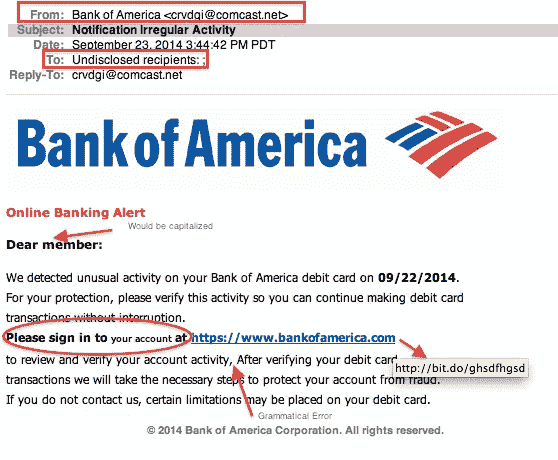 From: Bank of America <crvdgi@comcast.net>
Subject: Notification Irregular Activity
Date: September 23, 2014 3:44:42 PM PDT
To: Undisclosed recipients: ;
Reply-To: crvdgi@comcast.net
Bank of America
Online Banking Alert
Would be capitalized
Dear member:
We detected unusual activity on your Bank of America debit card on 09/22/2014.
For your protection, please verify this activity so you can continue making debit card
transactions without interruption.
Please sign in to your account at https://www.bankofamerica.com
to review and verify your account activity, After verifying your debit card
http://bit.do/ghsdfhgsd
transactions we will take the necessary steps to protect your account from fraud.
If you do not contact us, certain limitations may be placed on your debit card.
Grammatical Error
© 2014 Bank of America Corporation. All rights reserved.